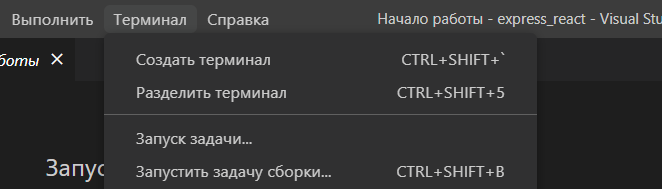 Выполнить Терминал Справка Начало работы - express_react - Visual Stu
боты ×
Создать терминал CTRL+SHIFT+`
Разделить терминал CTRL+SHIFT+5
Запуск задачи...
Запус
Запустить задачу сборки... CTRL+SHIFT+B